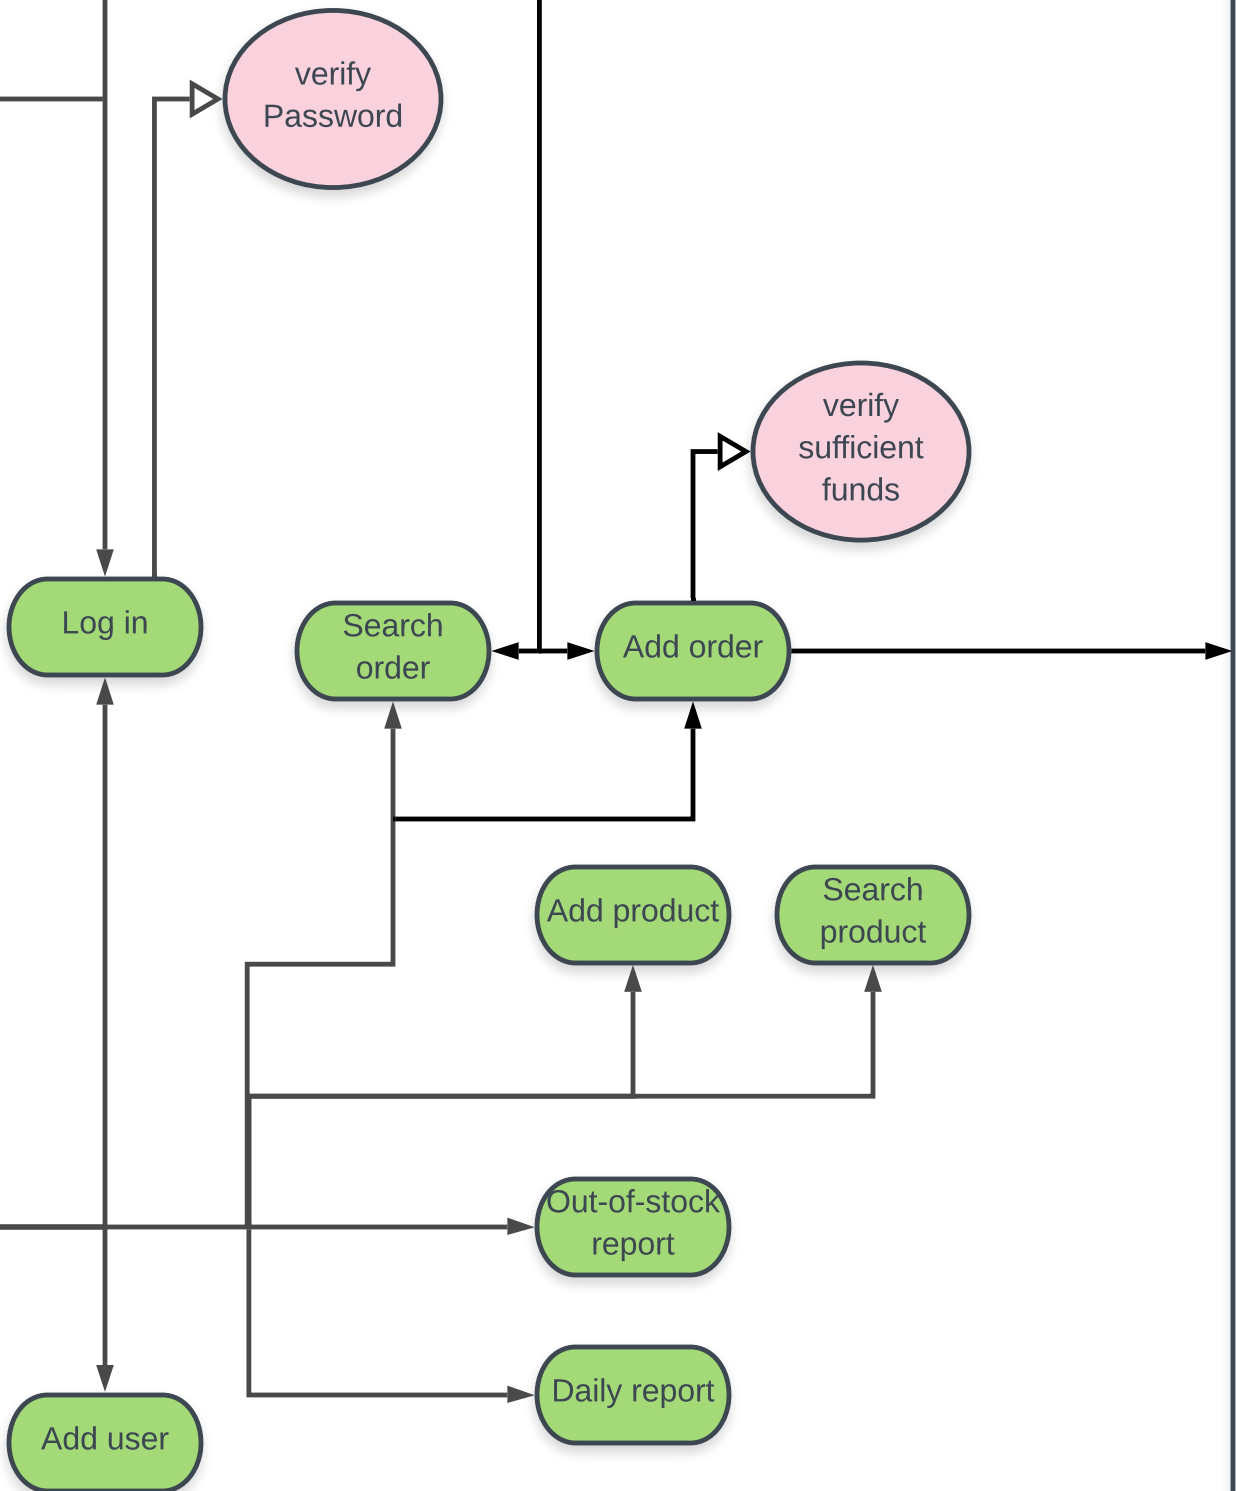 verify
Password
verify
sufficient
funds
Log in
Search
order
Add order
Add product
Search
product
Out-of-stock
report
Daily report
Add user